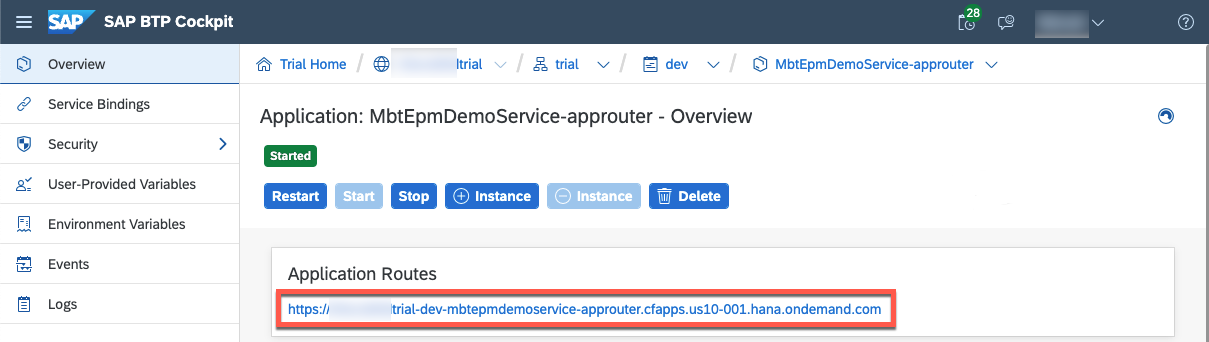 SAP SAP BTP Cockpit 28
Overview
Service Bindings
Security
User-Provided Variables
Environment Variables
Events
Logs
Trial Home / trial / trial / dev / MbtEpmDemoService-approuter
Application: MbtEpmDemoService-approuter - Overview
Started
Restart Start Stop Instance Instance Delete
Application Routes
https:// trial-dev-mbtepmdemoservice-approuter.cfapps.us10-001.hana.ondemand.com